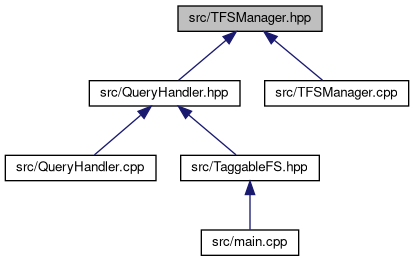 src/TFSManager.hpp
src/QueryHandler.hpp
src/TFSManager.cpp
src/QueryHandler.cpp
src/TaggableFS.hpp
src/main.cpp